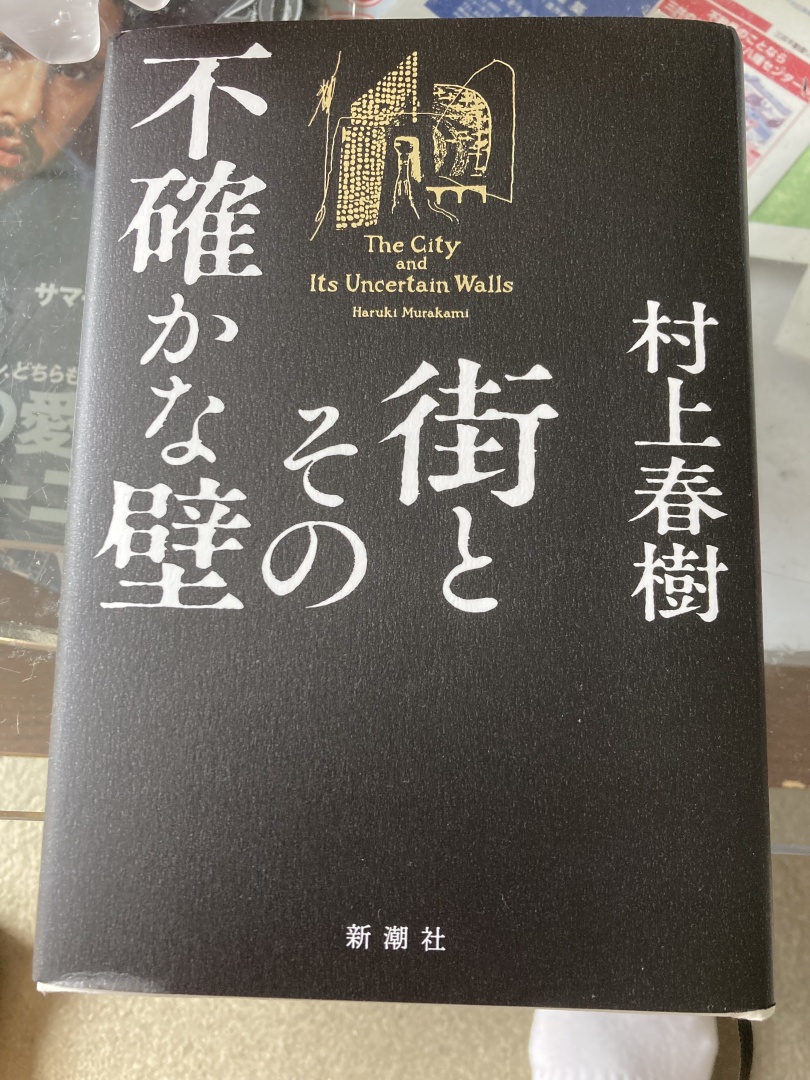 村上春樹
街と
その
不確かな壁
The City
and
Its Uncertain Walls
Haruki Murakami
新潮社
サマ
どちらも
愛